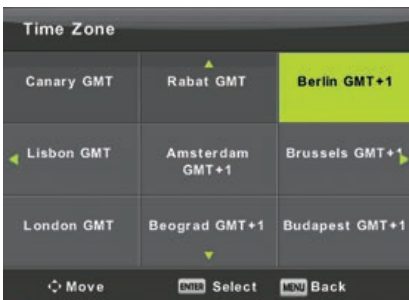 Time Zone
Canary GMT
Rabat GMT
Berlin GMT+1
Lisbon GMT
Amsterdam
GMT+1
Brussels GMT+1
London GMT
Beograd GMT+1
Budapest GMT+1
Move
ENTER Select
MENU Back